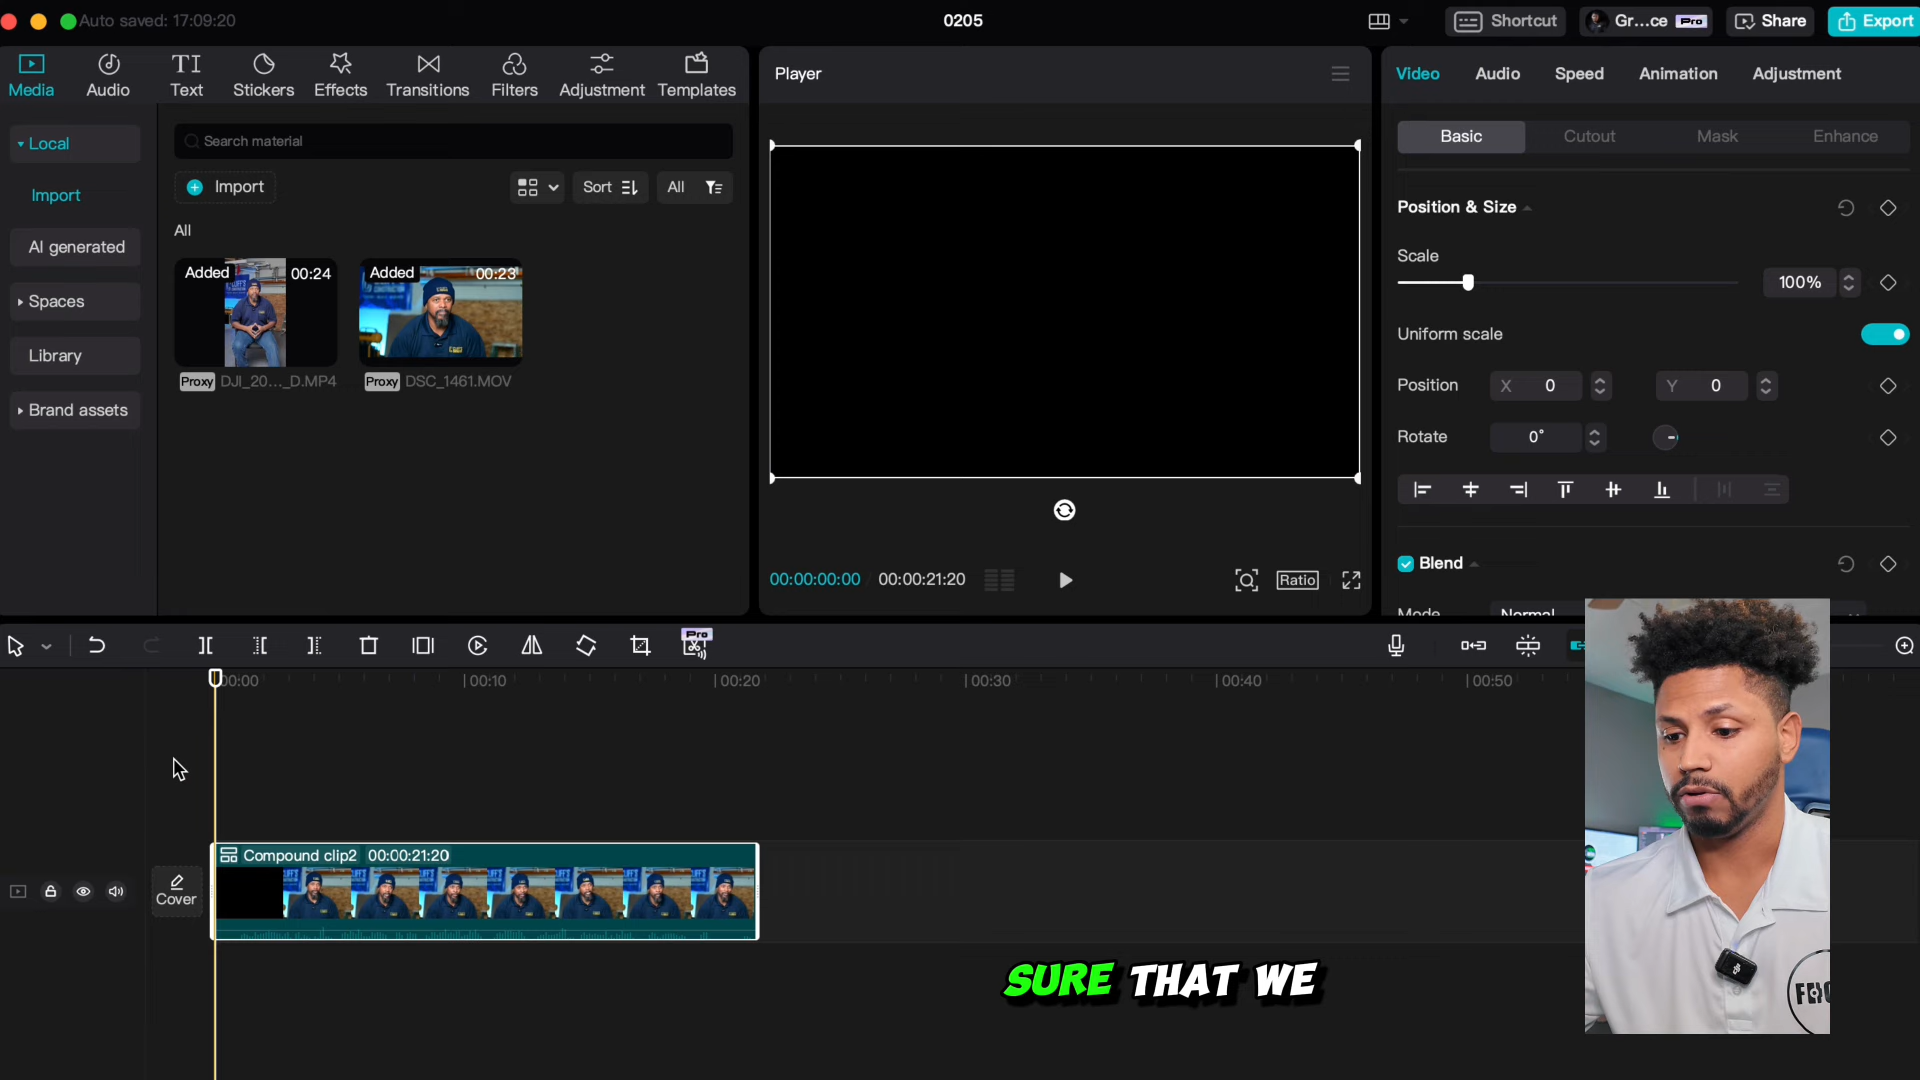 Auto saved: 17:09:20
0205
Shortcut
Gr...ce Pro
Share
Export
Media
Audio
TI
Text
Stickers
Effects
Transitions
Filters
Adjustment
Templates
Local
Import
AI generated
Spaces
Library
Brand assets
Search material
Import
Sort
All
All
Added 00:24
Added 00:23
Proxy DJI_20..._D.MP4
Proxy DSC_1461.MOV
Player
00:00:00:00
00:00:21:20
Ratio
Video
Audio
Speed
Animation
Adjustment
Basic
Cutout
Mask
Enhance
Position & Size
Scale
100%
Uniform scale
Position
X 0
Y 0
Rotate
0°
Blend
Mode
Normal
Pro
00:00
00:10
00:20
00:30
00:40
00:50
Cover
Compound clip2 00:00:21:20
SURE THAT WE